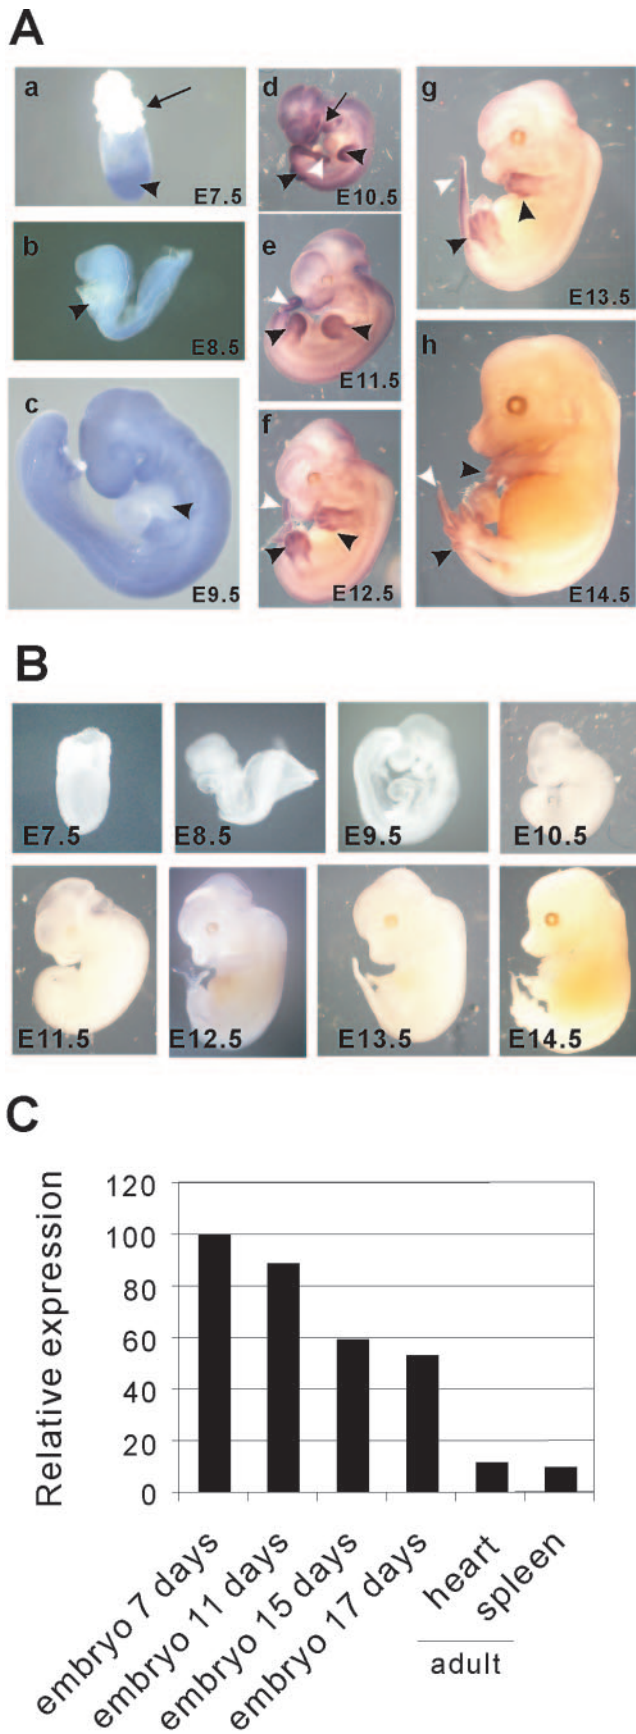 A
a
E7.5
b
E8.5
c
E9.5
d
E10.5
e
E11.5
f
E12.5
g
E13.5
h
E14.5
B
E7.5
E8.5
E9.5
E10.5
E11.5
E12.5
E13.5
E14.5
C
Relative expression
120
100
80
60
40
20
0
embryo 7 days
embryo 11 days
embryo 15 days
embryo 17 days
heart
spleen
adult